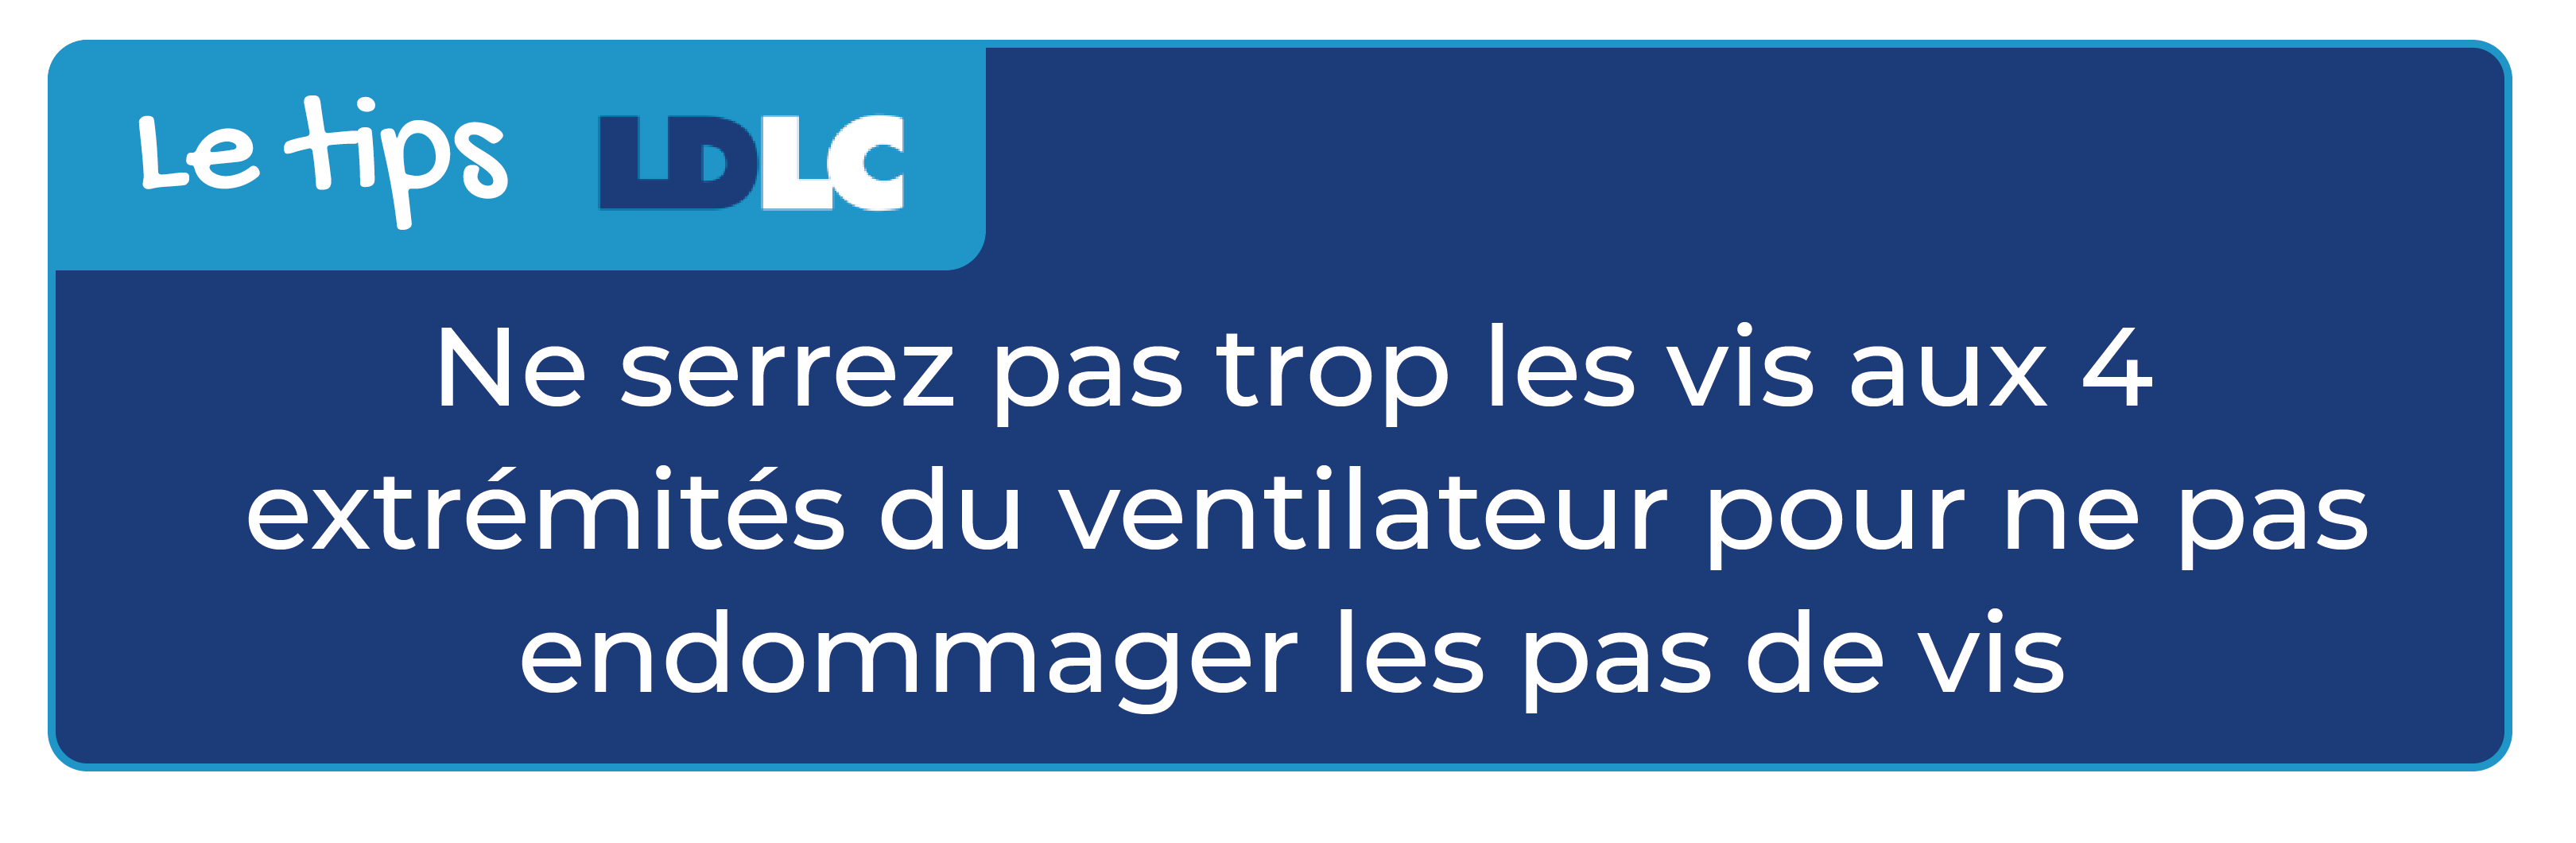 Le tips LDLC
Ne serrez pas trop les vis aux 4
extrémités du ventilateur pour ne pas
endommager les pas de vis